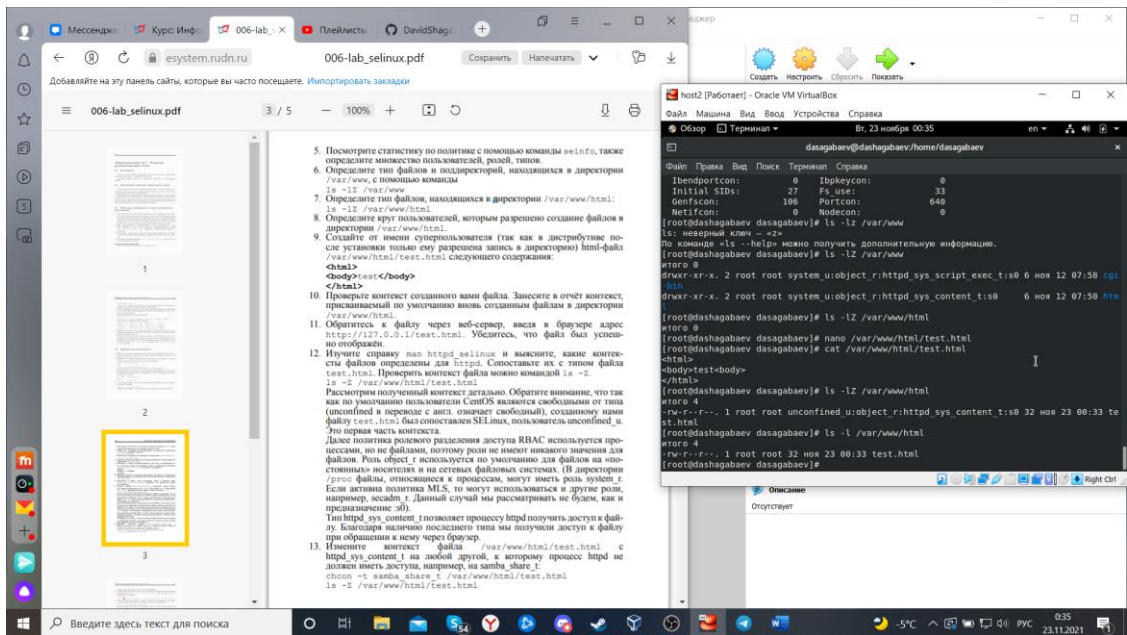 Мессендже
Курс: Инфо
006-lab_s
Плейлисты
DavidShaga
esystem.rudn.ru
006-lab_selinux.pdf
Сохранить
Напечатать
Добавляйте на эту панель сайты, которые вы часто посещаете. Импортировать закладки
006-lab_selinux.pdf
3 / 5
100%
1
2
3
5. Посмотрите статистику по политике с помощью команды seinfo, также
определите множество пользователей, ролей, типов.
6. Определите тип файлов и поддиректорий, находящихся в директории
/var/www, с помощью команды
ls -lZ /var/www
7. Определите тип файлов, находящихся в директории /var/www/html:
ls -lZ /var/www/html
8. Определите круг пользователей, которым разрешено создание файлов в
директории /var/www/html.
9. Создайте от имени суперпользователя (так как в дистрибутиве по-
сле установки только ему разрешена запись в директорию) html-файл
/var/www/html/test.html следующего содержания:
<html>
<body>test</body>
</html>
10. Проверьте контекст созданного вами файла. Занесите в отчёт контекст,
присваиваемый по умолчанию вновь созданным файлам в директории
/var/www/html.
11. Обратитесь к файлу через веб-сервер, введя в браузере адрес
http://127.0.0.1/test.html. Убедитесь, что файл был успеш-
но отображён.
12. Изучите справку man httpd_selinux и выясните, какие контек-
сты файлов определены для httpd. Сопоставьте их с типом файла
test.html. Проверить контекст файла можно командой ls -Z.
ls -Z /var/www/html/test.html
Рассмотрим полученный контекст детально. Обратите внимание, что так
как по умолчанию пользователи CentOS являются свободными от типа
(unconfined в переводе с англ. означает свободный), созданному нами
файлу test.html был сопоставлен SELinux, пользователь unconfined_u.
Это первая часть контекста.
Далее политика ролевого разделения доступа RBAC используется про-
цессами, но не файлами, поэтому роли не имеют никакого значения для
файлов. Роль object_r используется по умолчанию для файлов на «по-
стоянных» носителях и на сетевых файловых системах. (В директории
/proc файлы, относящиеся к процессам, могут иметь роль system_r.
Если активна политика MLS, то могут использоваться и другие роли,
например, secadm_r. Данный случай мы рассматривать не будем, как и
предназначение :s0).
Тип httpd_sys_content_t позволяет процессу httpd получить доступ к фай-
лу. Благодаря наличию последнего типа мы получили доступ к файлу
при обращении к нему через браузер.
13. Измените контекст файла /var/www/html/test.html с
httpd_sys_content_t на любой другой, к которому процесс httpd не
должен иметь доступа, например, на samba_share_t:
chcon -t samba_share_t /var/www/html/test.html
ls -Z /var/www/html/test.html
еджер
Создать
Настроить
Сбросить
Показать
host2 [Работает] - Oracle VM VirtualBox
Файл Машина Вид Ввод Устройства Справка
Обзор
Терминал
Вт, 23 ноября 00:35
en
dasagabaev@dashagabaev:/home/dasagabaev
Файл Правка Вид Поиск Терминал Справка
Ibendportcon: 0 Ibpkeycon: 0
Initial SIDs: 27 Fs_use: 33
Genfscon: 106 Portcon: 640
Netifcon: 0 Nodecon: 0
[root@dashagabaev dasagabaev]# ls -lz /var/www
ls: неверный ключ — «z»
По команде «ls --help» можно получить дополнительную информацию.
[root@dashagabaev dasagabaev]# ls -lZ /var/www
итого 0
drwxr-xr-x. 2 root root system_u:object_r:httpd_sys_script_exec_t:s0 6 ноя 12 07:58 cgi
-bin
drwxr-xr-x. 2 root root system_u:object_r:httpd_sys_content_t:s0 6 ноя 12 07:58 htm
l
[root@dashagabaev dasagabaev]# ls -lZ /var/www/html
итого 0
[root@dashagabaev dasagabaev]# nano /var/www/html/test.html
[root@dashagabaev dasagabaev]# cat /var/www/html/test.html
<html>
<body>test<body>
</html>
[root@dashagabaev dasagabaev]# ls -lZ /var/www/html
итого 4
-rw-r--r--. 1 root root unconfined_u:object_r:httpd_sys_content_t:s0 32 ноя 23 00:33 te
st.html
[root@dashagabaev dasagabaev]# ls -l /var/www/html
итого 4
-rw-r--r--. 1 root root 32 ноя 23 00:33 test.html
[root@dashagabaev dasagabaev]#
Right Ctrl
Описание
Отсутствует
Введите здесь текст для поиска
-5°C
РУС
0:35
23.11.2021